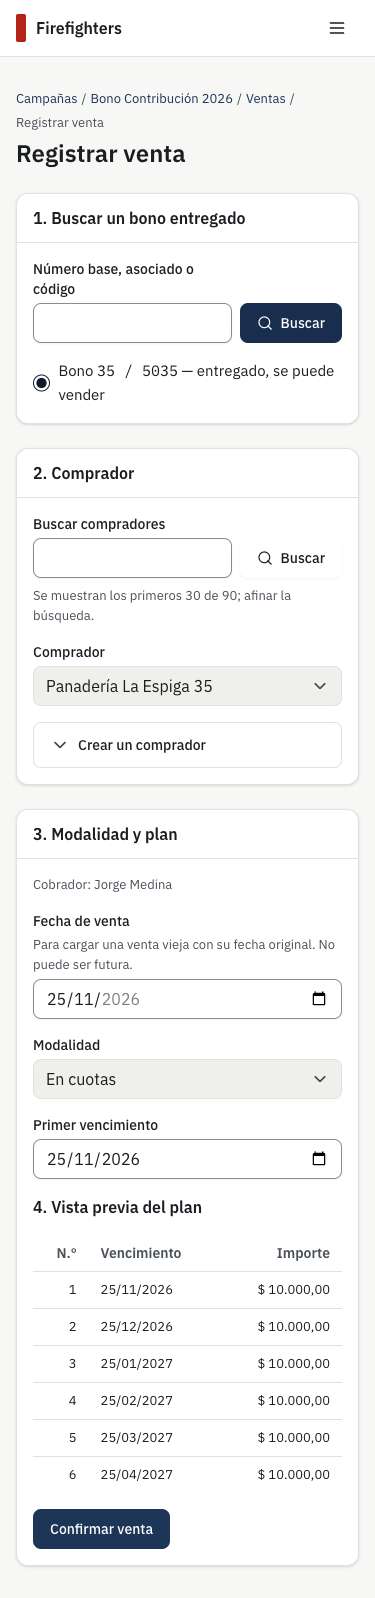 Firefighters
Campañas / Bono Contribución 2026 / Ventas /
Registrar venta
Registrar venta
1. Buscar un bono entregado
Número base, asociado o
código
Buscar
Bono 35 / 5035 — entregado, se puede
vender
2. Comprador
Buscar compradores
Buscar
Se muestran los primeros 30 de 90; afinar la
búsqueda.
Comprador
Panadería La Espiga 35
Crear un comprador
3. Modalidad y plan
Cobrador: Jorge Medina
Fecha de venta
Para cargar una venta vieja con su fecha original. No
puede ser futura.
25/11/2026
Modalidad
En cuotas
Primer vencimiento
25/11/2026
4. Vista previa del plan
N.º Vencimiento Importe
1 25/11/2026 $ 10.000,00
2 25/12/2026 $ 10.000,00
3 25/01/2027 $ 10.000,00
4 25/02/2027 $ 10.000,00
5 25/03/2027 $ 10.000,00
6 25/04/2027 $ 10.000,00
Confirmar venta